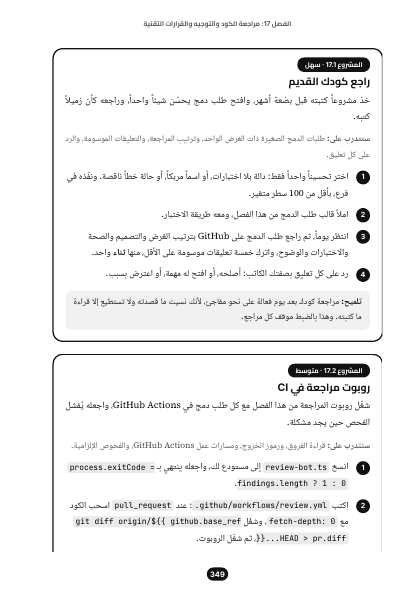 الفصل 17: مراجعة الكود والتوجيه والقرارات التقنية
المشروع 17.1 · سهل
راجع كودك القديم
خذ مشروعاً كتبته قبل بضعة أشهر، وافتح طلب دمج يحسّن شيئاً واحداً، وراجعه كأن زميلاً
كتبه.
ستتدرب على: طلبات الدمج الصغيرة ذات الغرض الواحد، وترتيب المراجعة، والتعليقات الموسومة، والرد
على كل تعليق.
1 اختر تحسيناً واحداً فقط: دالة بلا اختبارات، أو اسماً مربكاً، أو حالة خطأ ناقصة. ونفّذه في
فرع، بأقل من 100 سطر متغير.
2 املأ قالب طلب الدمج من هذا الفصل، ومعه طريقة الاختبار.
3 انتظر يوماً، ثم راجع طلب الدمج على GitHub بترتيب الغرض والتصميم والصحة
والاختبارات والوضوح، واترك خمسة تعليقات موسومة على الأقل، منها ثناء واحد.
4 رد على كل تعليق بصفتك الكاتب: أصلحه، أو افتح له مهمة، أو اعترض بسبب.
تلميح: مراجعة كودك بعد يوم فعالة على نحو مفاجئ، لأنك نسيت ما قصدته ولا تستطيع إلا قراءة
ما كتبته. وهذا بالضبط موقف كل مراجع.
المشروع 17.2 · متوسط
روبوت مراجعة في CI
شغّل روبوت المراجعة من هذا الفصل مع كل طلب دمج في GitHub Actions، واجعله يُفشل
الفحص حين يجد مشكلة.
ستتدرب على: قراءة الفروق، ورموز الخروج، ومسارات عمل GitHub Actions، والفحوص الإلزامية.
1 انسخ review-bot.ts إلى مستودع لك، واجعله ينتهي بـ process.exitCode =
findings.length ? 1 : 0.
2 اكتب .github/workflows/review.yml: عند pull_request اسحب الكود
مع fetch-depth: 0، وشغّل git diff origin/${{ github.base_ref
}}...HEAD > pr.diff، ثم شغّل الروبوت.
349